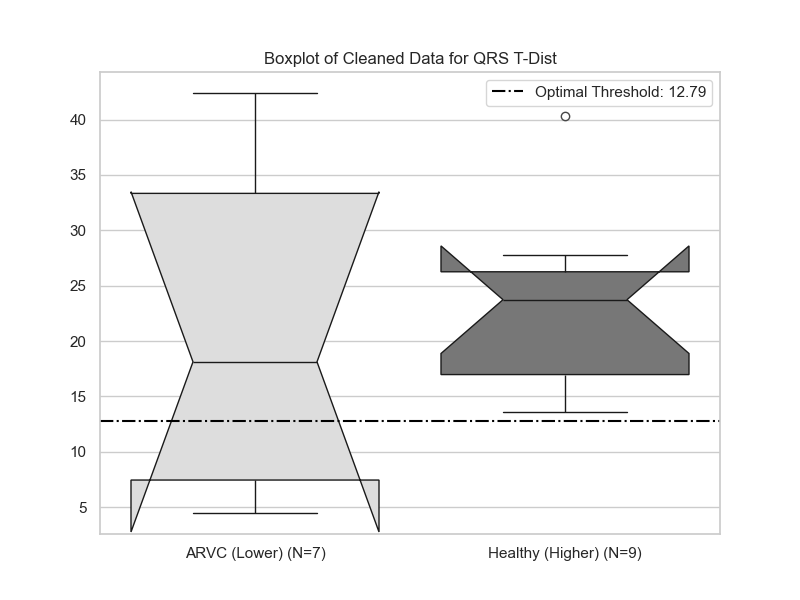 Boxplot of Cleaned Data for QRS T-Dist
Optimal Threshold: 12.79
40
35
30
25
20
15
10
5
ARVC (Lower) (N=7)
Healthy (Higher) (N=9)